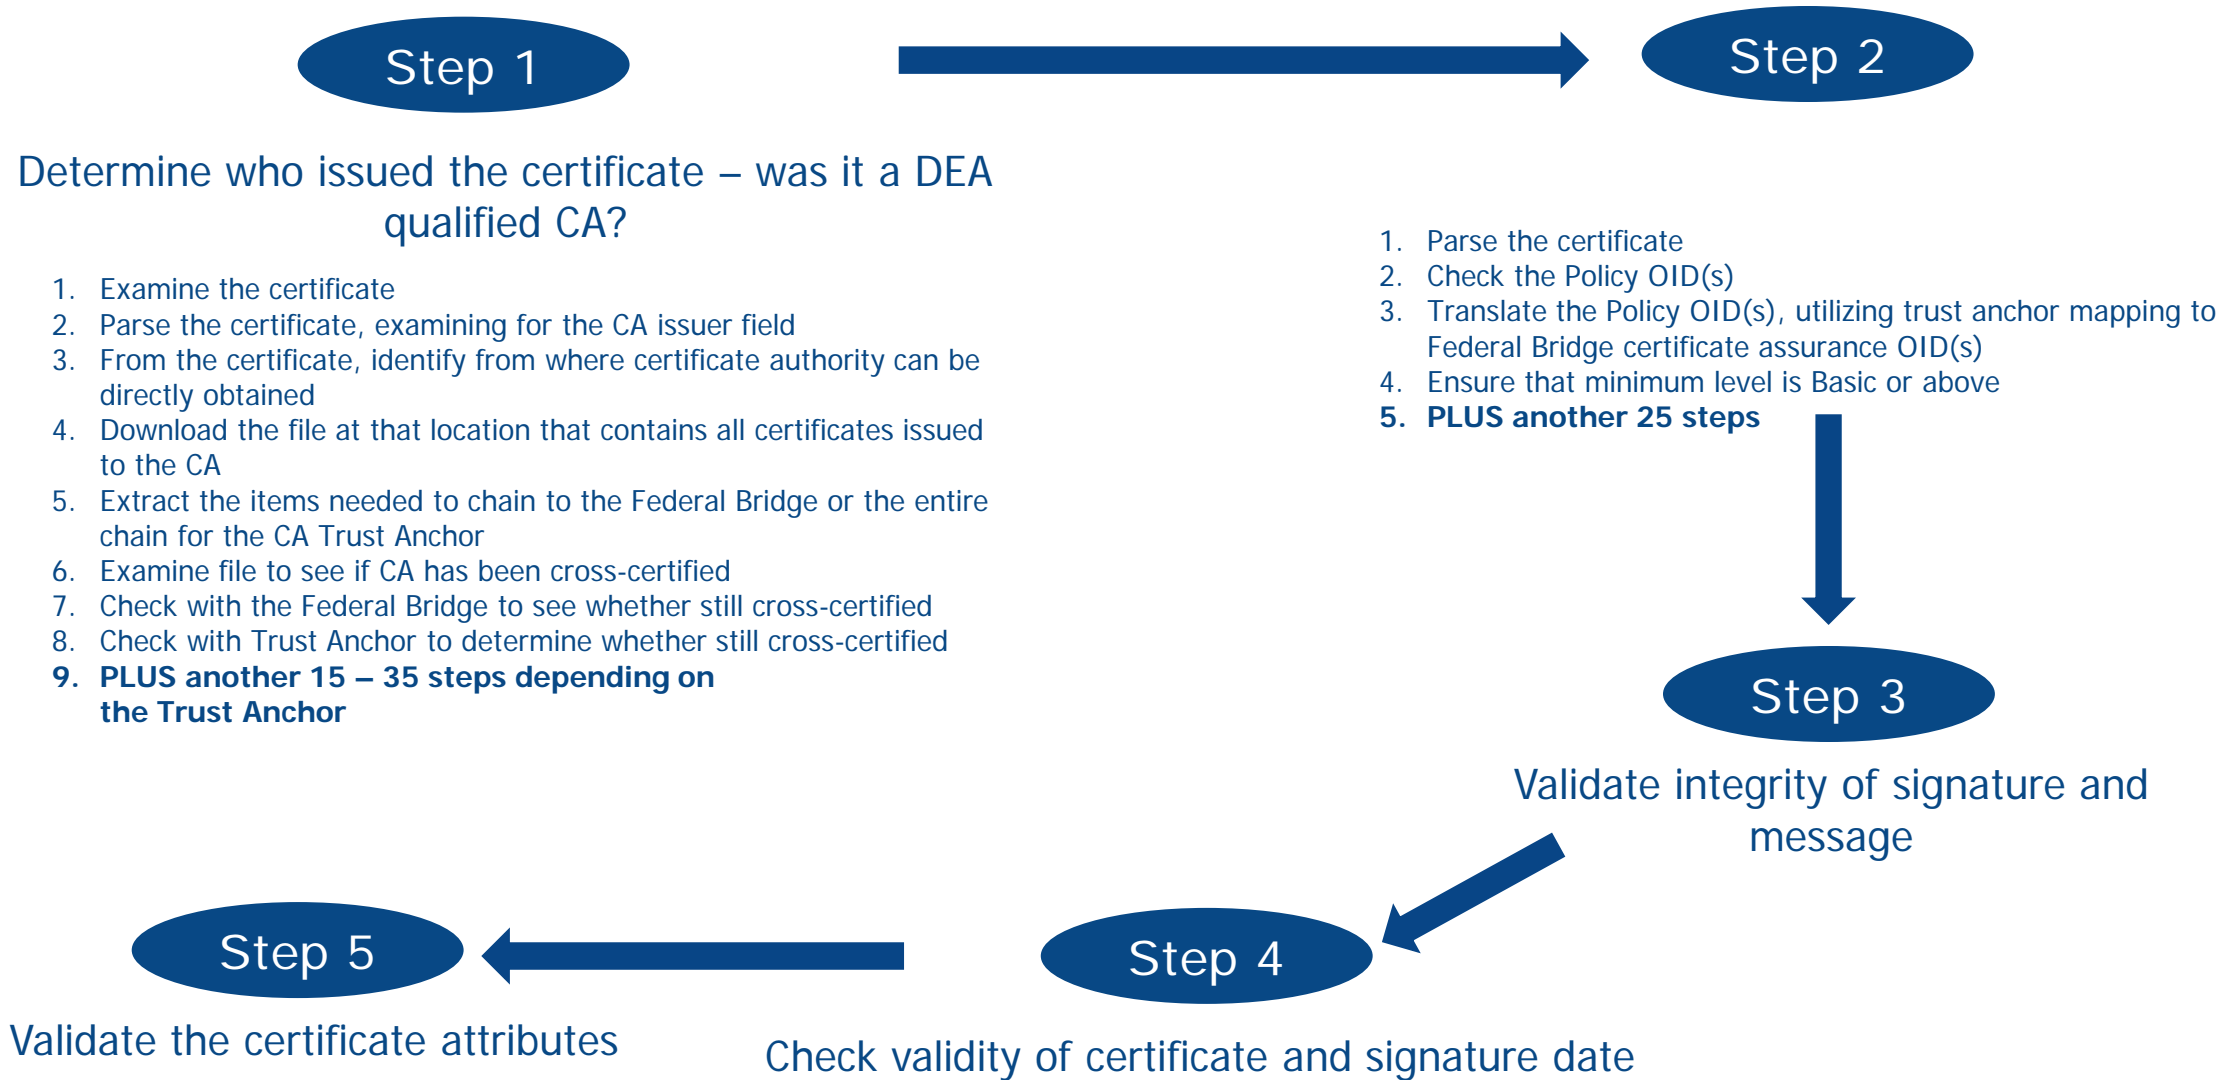 Step 1
Determine who issued the certificate – was it a DEA
qualified CA?
1. Examine the certificate
2. Parse the certificate, examining for the CA issuer field
3. From the certificate, identify from where certificate authority can be
directly obtained
4. Download the file at that location that contains all certificates issued
to the CA
5. Extract the items needed to chain to the Federal Bridge or the entire
chain for the CA Trust Anchor
6. Examine file to see if CA has been cross-certified
7. Check with the Federal Bridge to see whether still cross-certified
8. Check with Trust Anchor to determine whether still cross-certified
9. PLUS another 15 – 35 steps depending on
the Trust Anchor
Step 2
1. Parse the certificate
2. Check the Policy OID(s)
3. Translate the Policy OID(s), utilizing trust anchor mapping to
Federal Bridge certificate assurance OID(s)
4. Ensure that minimum level is Basic or above
5. PLUS another 25 steps
Step 3
Validate integrity of signature and
message
Step 4
Check validity of certificate and signature date
Step 5
Validate the certificate attributes